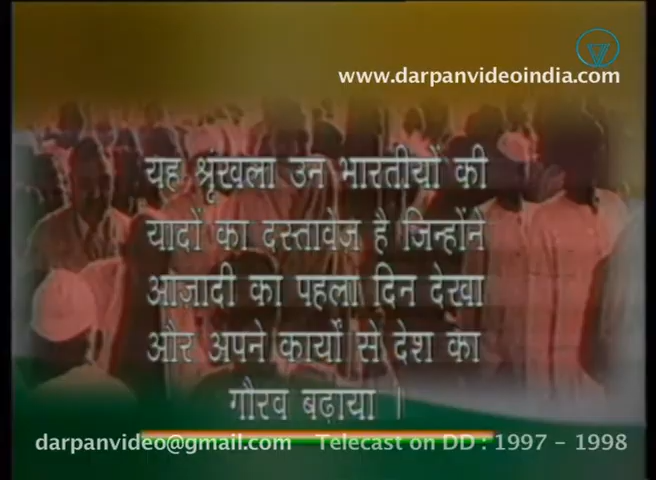 www.darpanvideoindia.com
यह श्रृंखला उन भारतीयों की
यादों का दस्तावेज़ है जिन्होंने
आज़ादी का पहला दिन देखा
और अपने कार्यो से देश का
गौरव बढ़ाया ।
darpanvideo@gmail.com Telecast on DD : 1997 - 1998